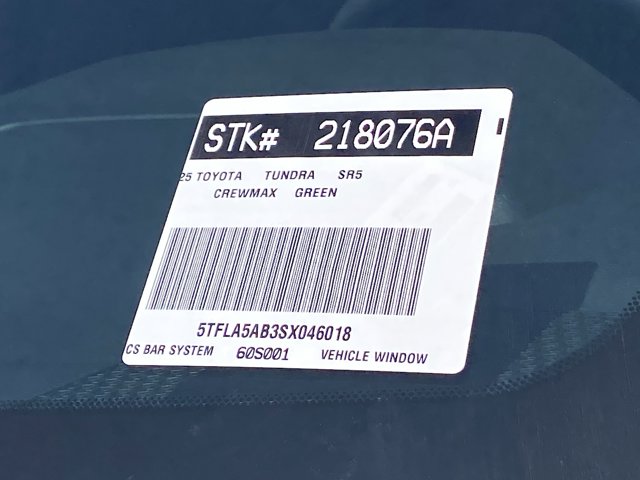 STK# 218076A
25 TOYOTA TUNDRA SR5
CREWMAX GREEN
5TFLA5AB3SX046018
CS BAR SYSTEM 60S001 VEHICLE WINDOW